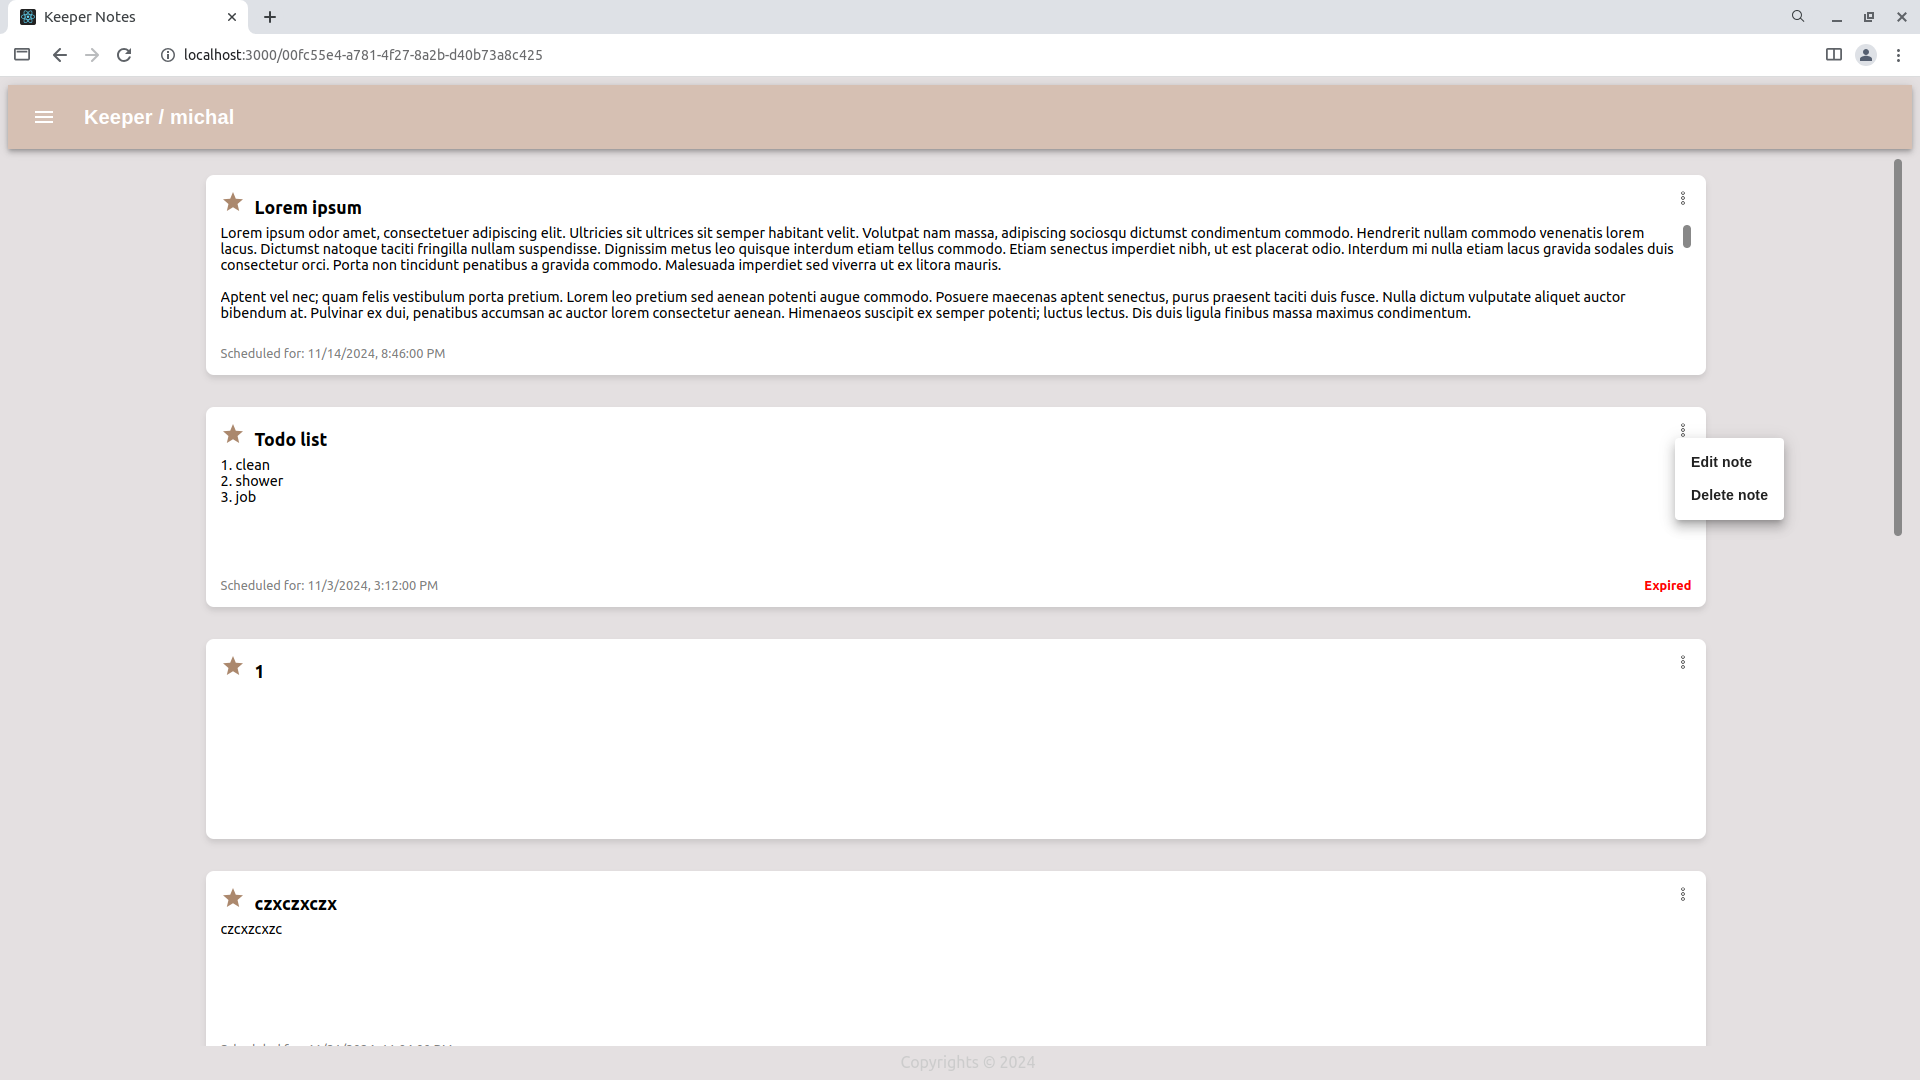 Keeper Notes
localhost:3000/00fc55e4-a781-4f27-8a2b-d40b73a8c425
Keeper / michal
Lorem ipsum
Lorem ipsum odor amet, consectetuer adipiscing elit. Ultricies sit ultrices sit semper habitant velit. Volutpat nam massa, adipiscing sociosqu dictumst condimentum commodo. Hendrerit nullam commodo venenatis lorem
lacus. Dictumst natoque taciti fringilla nullam suspendisse. Dignissim metus leo quisque interdum etiam tellus commodo. Etiam senectus imperdiet nibh, ut est placerat odio. Interdum mi nulla etiam lacus gravida sodales duis
consectetur orci. Porta non tincidunt penatibus a gravida commodo. Malesuada imperdiet sed viverra ut ex litora mauris.
Aptent vel nec; quam felis vestibulum porta pretium. Lorem leo pretium sed aenean potenti augue commodo. Posuere maecenas aptent senectus, purus praesent taciti duis fusce. Nulla dictum vulputate aliquet auctor
bibendum at. Pulvinar ex dui, penatibus accumsan ac auctor lorem consectetur aenean. Himenaeos suscipit ex semper potenti; luctus lectus. Dis duis ligula finibus massa maximus condimentum.
Scheduled for: 11/14/2024, 8:46:00 PM
Todo list
1. clean
2. shower
3. job
Edit note
Delete note
Scheduled for: 11/3/2024, 3:12:00 PM
Expired
1
czxczxczx
czcxzcxzc
Copyrights © 2024